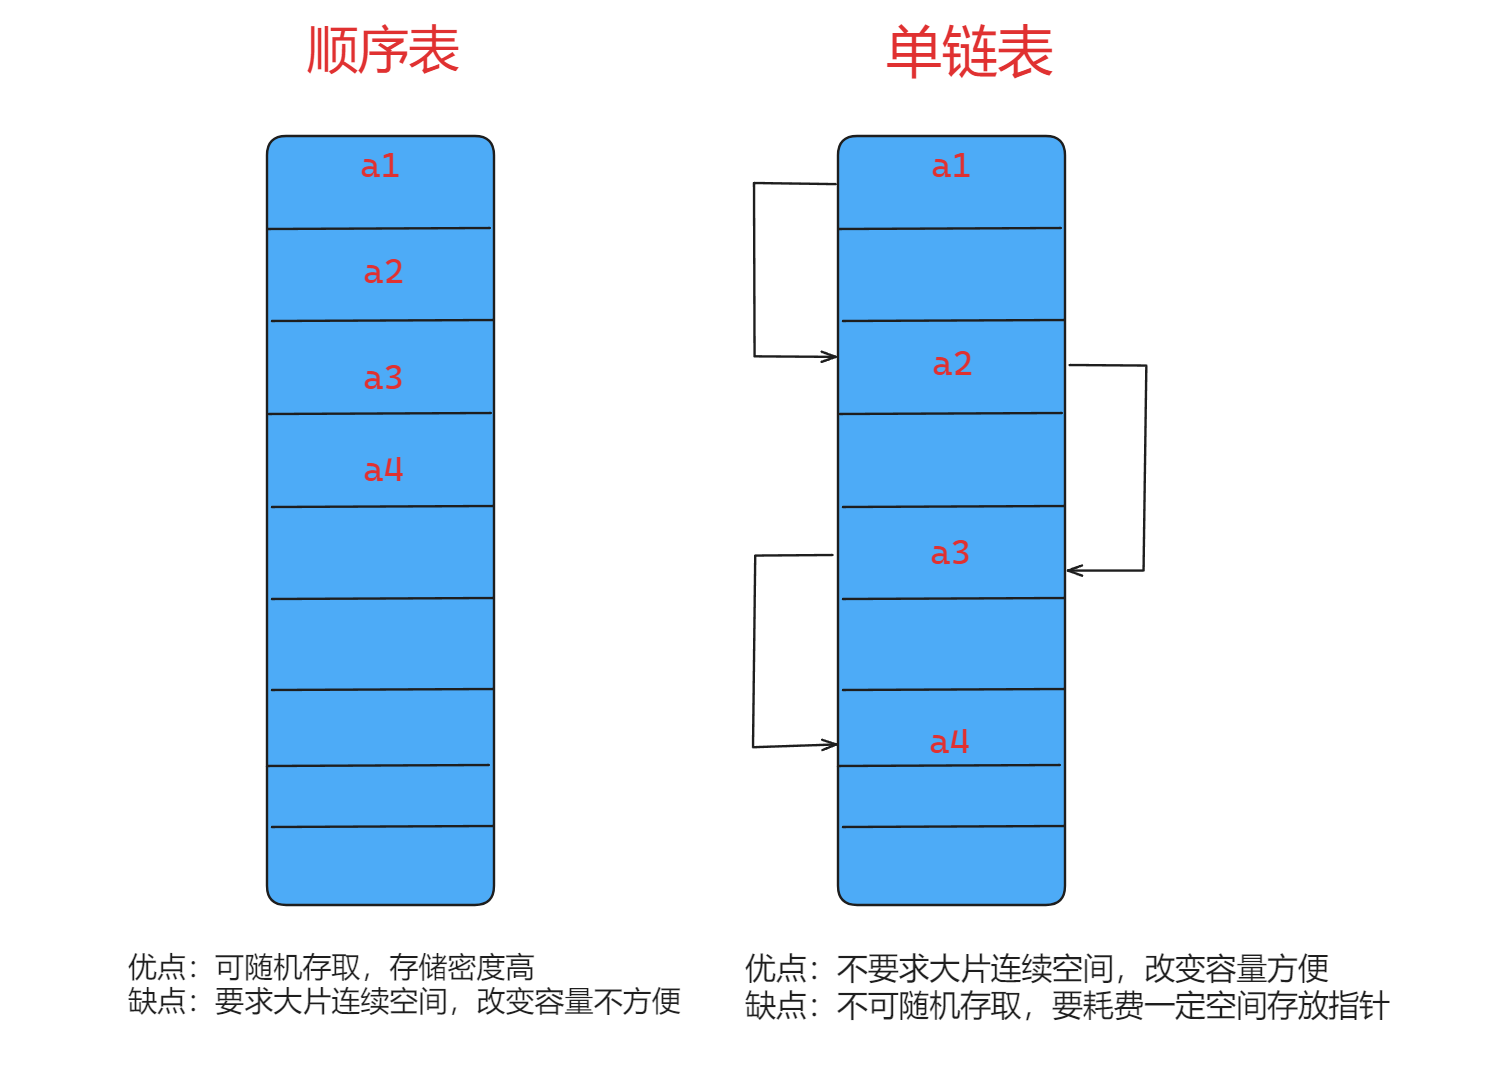 顺序表
单链表
a1
a2
a3
a4
a1
a2
a3
a4
优点：可随机存取，存储密度高
缺点：要求大片连续空间，改变容量不方便
优点：不要求大片连续空间，改变容量方便
缺点：不可随机存取，要耗费一定空间存放指针